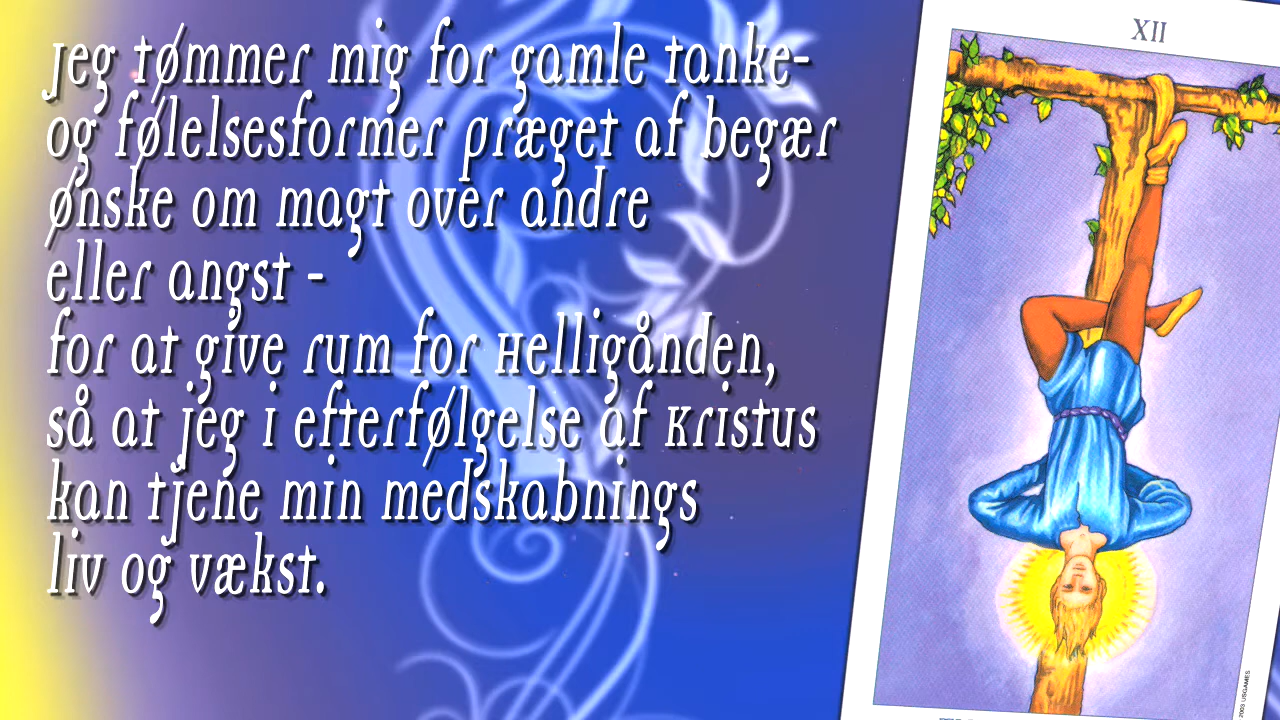 Jeg tømmer mig for gamle tanke-
og følelsesformer præget af begær
ønske om magt over andre
eller angst -
for at give rum for Helligånden,
så at jeg i efterfølgelse af Kristus
kan tjene min medskabnings
liv og vækst.
XII
2003 USGAMES